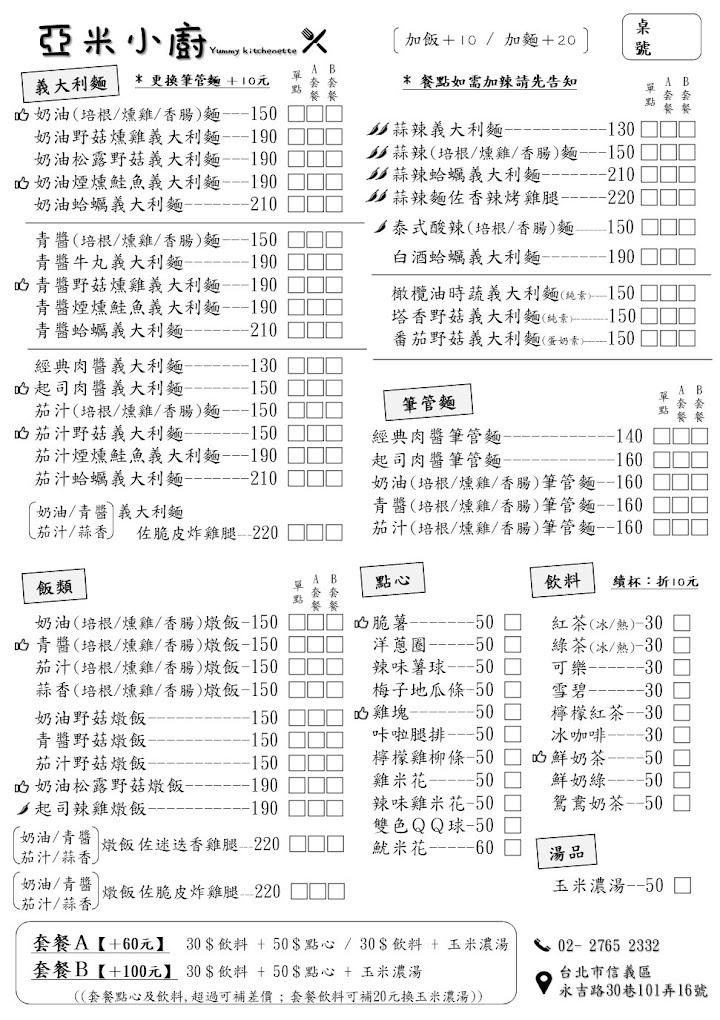 亞米小廚 Yummy kitchenette
〔加飯＋10 / 加麵＋20〕
桌號
義大利麵 * 更換筆管麵 ＋10元 單點 A套餐 B套餐
奶油(培根/燻雞/香腸)麵---150
奶油野菇燻雞義大利麵----190
奶油松露野菇義大利麵----190
奶油煙燻鮭魚義大利麵----190
奶油蛤蠣義大利麵-------210
青醬(培根/燻雞/香腸)麵---150
青醬牛丸義大利麵-------190
青醬野菇燻雞義大利麵----190
青醬煙燻鮭魚義大利麵----190
青醬蛤蠣義大利麵-------210
經典肉醬義大利麵-------130
起司肉醬義大利麵-------150
茄汁(培根/燻雞/香腸)麵---150
茄汁野菇義大利麵-------150
茄汁煙燻鮭魚義大利麵----190
茄汁蛤蠣義大利麵-------210
〔奶油/青醬 茄汁/蒜香〕義大利麵
佐脆皮炸雞腿--220
* 餐點如需加辣請先告知 單點 A套餐 B套餐
蒜辣義大利麵-----------130
蒜辣(培根/燻雞/香腸)麵---150
蒜辣蛤蠣義大利麵-------210
蒜辣麵佐香辣烤雞腿-----220
泰式酸辣(培根/香腸)麵----150
白酒蛤蠣義大利麵-------190
橄欖油時蔬義大利麵(純素)---150
塔香野菇義大利麵(純素)----150
番茄野菇義大利麵(蛋奶素)---150
筆管麵 單點 A套餐 B套餐
經典肉醬筆管麵------------140
起司肉醬筆管麵------------160
奶油(培根/燻雞/香腸)筆管麵--160
青醬(培根/燻雞/香腸)筆管麵--160
茄汁(培根/燻雞/香腸)筆管麵--160
飯類 單點 A套餐 B套餐
奶油(培根/燻雞/香腸)燉飯-150
青醬(培根/燻雞/香腸)燉飯-150
茄汁(培根/燻雞/香腸)燉飯-150
蒜香(培根/燻雞/香腸)燉飯-150
奶油野菇燉飯-----------150
青醬野菇燉飯-----------150
茄汁野菇燉飯-----------150
奶油松露野菇燉飯-------190
起司辣雞燉飯-----------190
〔奶油/青醬 茄汁/蒜香〕燉飯佐迷迭香雞腿--220
〔奶油/青醬 茄汁/蒜香〕燉飯佐脆皮炸雞腿--220
點心
脆薯-------50
洋蔥圈-----50
辣味薯球---50
梅子地瓜條-50
雞塊-------50
咔啦腿排---50
檸檬雞柳條-50
雞米花-----50
辣味雞米花-50
雙色ＱＱ球-50
魷米花-----60
飲料 續杯：折10元
紅茶(冰/熱)-30
綠茶(冰/熱)-30
可樂-------30
雪碧-------30
檸檬紅茶--30
冰咖啡----30
鮮奶茶----50
鮮奶綠----50
鴛鴦奶茶--50
湯品
玉米濃湯--50
套餐A【＋60元】 30＄飲料 + 50＄點心 / 30＄飲料 + 玉米濃湯
套餐B【＋100元】 30＄飲料 + 50＄點心 + 玉米濃湯
((套餐點心及飲料,超過可補差價 ; 套餐飲料可補20元換玉米濃湯))
02- 2765 2332
台北市信義區
永吉路30巷101弄16號